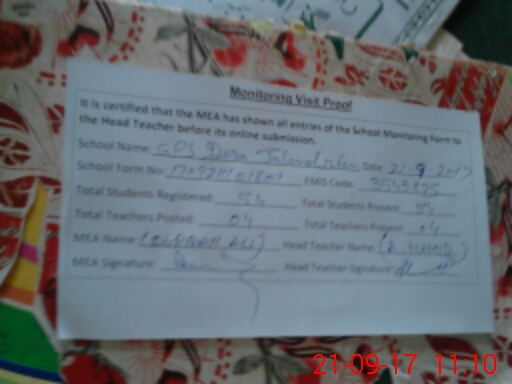 Monitoring Visit Proof
It is certified that the MEA has shown all entries of the School Monitoring Form to
the Head Teacher before its online submission.
School Name: GPS Dera Date: 21-9-2017
School Form No: EMIS Code:
Total Students Registered: 54 Total Students Present: 54
Total Teachers Posted: 04 Total Teachers Present: 04
MEA Name: Head Teacher Name:
MEA Signature: Head Teacher Signature:
21-09-17 11:10